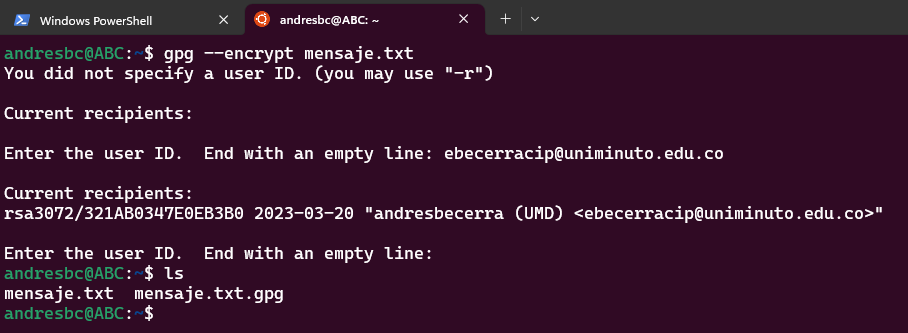 Windows PowerShell
andresbc@ABC: ~
andresbc@ABC:~$ gpg --encrypt mensaje.txt
You did not specify a user ID. (you may use "-r")
Current recipients:
Enter the user ID.  End with an empty line: ebecerracip@uniminuto.edu.co
Current recipients:
rsa3072/321AB0347E0EB3B0 2023-03-20 "andresbecerra (UMD) <ebecerracip@uniminuto.edu.co>"
Enter the user ID.  End with an empty line:
andresbc@ABC:~$ ls
mensaje.txt  mensaje.txt.gpg
andresbc@ABC:~$